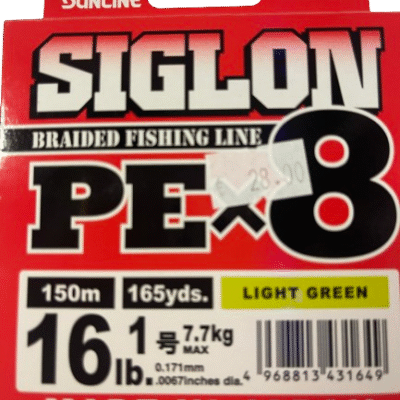 SUNLINE
SIGLON
BRAIDED FISHING LINE
PE×8
28.00
150m 165yds. LIGHT GREEN
16lb. 1号 7.7kg MAX
0.171mm
.0067inches dia.
4 968813 431649